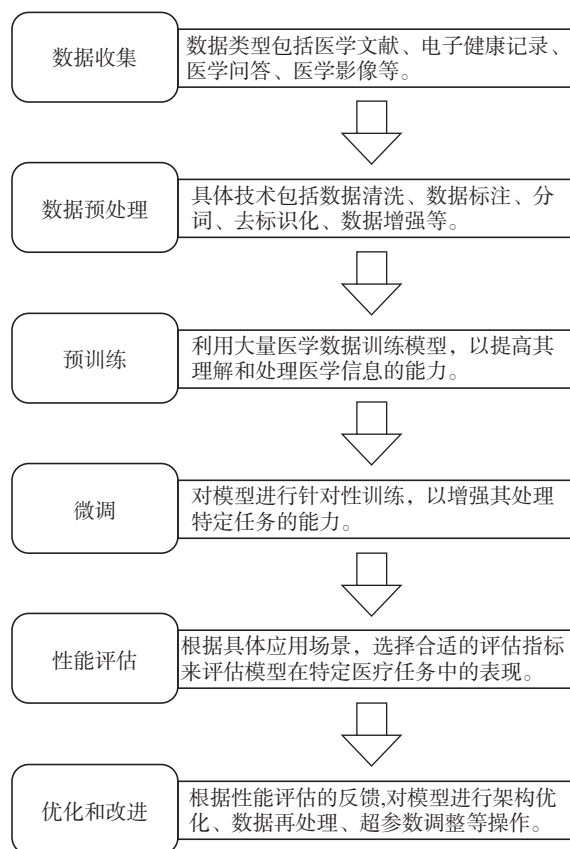 数据收集
数据类型包括医学文献、电子健康记录、
医学问答、医学影像等。
数据预处理
具体技术包括数据清洗、数据标注、分
词、去标识化、数据增强等。
预训练
利用大量医学数据训练模型，以提高其
理解和处理医学信息的能力。
微调
对模型进行针对性训练，以增强其处理
特定任务的能力。
性能评估
根据具体应用场景，选择合适的评估指标
来评估模型在特定医疗任务中的表现。
优化和改进
根据性能评估的反馈,对模型进行架构优
化、数据再处理、超参数调整等操作。